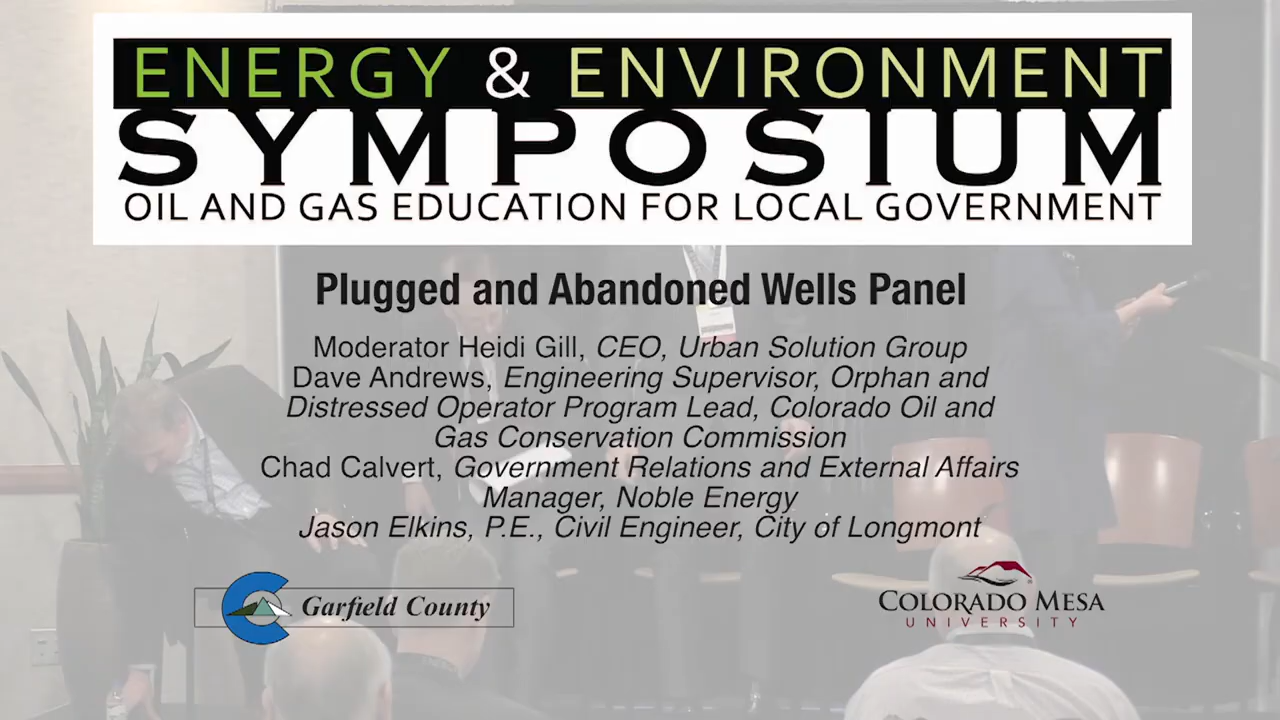 ENERGY & ENVIRONMENT
SYMPOSIUM
OIL AND GAS EDUCATION FOR LOCAL GOVERNMENT
Plugged and Abandoned Wells Panel
Moderator Heidi Gill, CEO, Urban Solution Group
Dave Andrews, Engineering Supervisor, Orphan and
Distressed Operator Program Lead, Colorado Oil and
Gas Conservation Commission
Chad Calvert, Government Relations and External Affairs
Manager, Noble Energy
Jason Elkins, P.E., Civil Engineer, City of Longmont
Garfield County
COLORADO MESA
UNIVERSITY